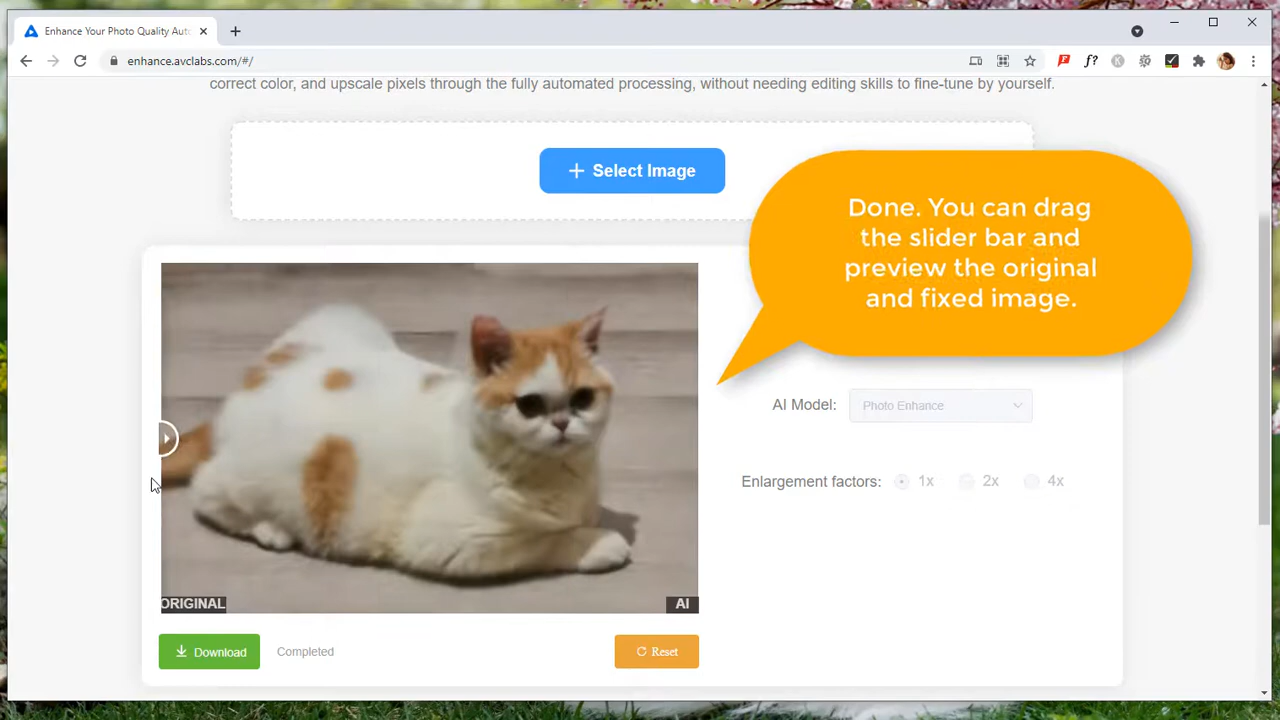 Enhance Your Photo Quality Auto
enhance.avclabs.com/#/
f?
correct color, and upscale pixels through the fully automated processing, without needing editing skills to fine-tune by yourself.
+ Select Image
Done. You can drag
the slider bar and
preview the original
and fixed image.
AI Model: Photo Enhance
Enlargement factors: 1x 2x 4x
ORIGINAL
AI
Download Completed Reset